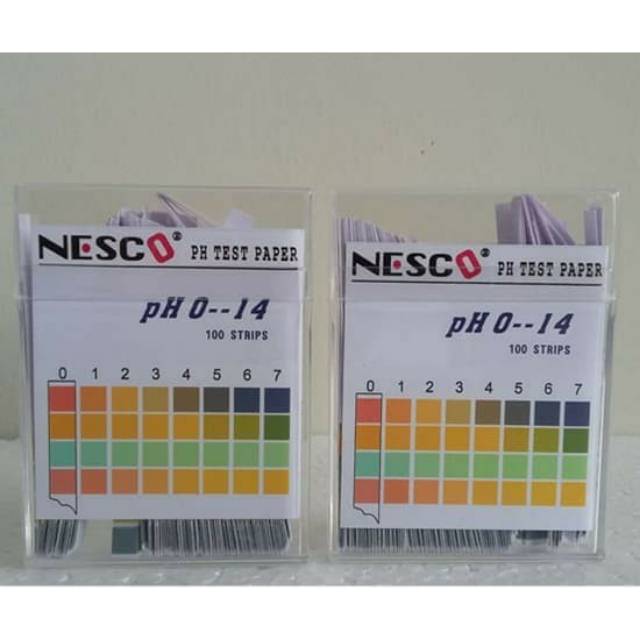 NESCO® PH TEST PAPER
pH 0--14
100 STRIPS
0 1 2 3 4 5 6 7
NESCO® PH TEST PAPER
pH 0--14
100 STRIPS
0 1 2 3 4 5 6 7